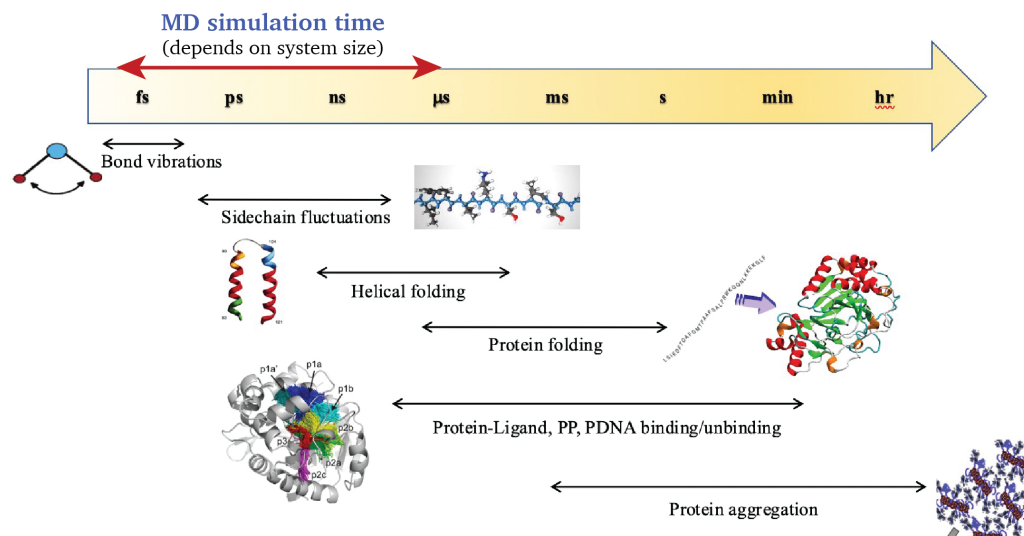 MD simulation time
(depends on system size)
fs ps ns μs ms s min hr
Bond vibrations
Sidechain fluctuations
Helical folding
Protein folding
p1a' p1a
p1b
p2b
p3
p2a
p2c
Protein-Ligand, PP, PDNA binding/unbinding
Protein aggregation